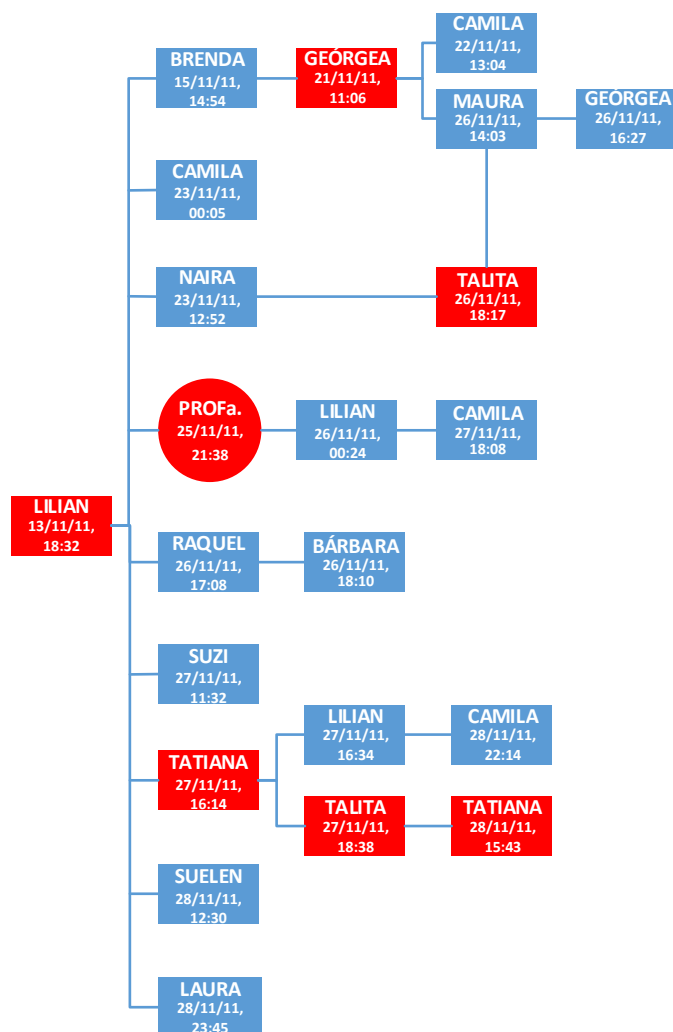 CAMILA
22/11/11,
13:04
BRENDA
15/11/11,
14:54
GEÓRGEA
21/11/11,
11:06
MAURA
26/11/11,
14:03
GEÓRGEA
26/11/11,
16:27
CAMILA
23/11/11,
00:05
NAIRA
23/11/11,
12:52
TALITA
26/11/11,
18:17
PROFa.
25/11/11,
21:38
LILIAN
26/11/11,
00:24
CAMILA
27/11/11,
18:08
LILIAN
13/11/11,
18:32
RAQUEL
26/11/11,
17:08
BÁRBARA
26/11/11,
18:10
SUZI
27/11/11,
11:32
LILIAN
27/11/11,
16:34
CAMILA
28/11/11,
22:14
TATIANA
27/11/11,
16:14
TALITA
27/11/11,
18:38
TATIANA
28/11/11,
15:43
SUELEN
28/11/11,
12:30
LAURA
28/11/11,
23:45